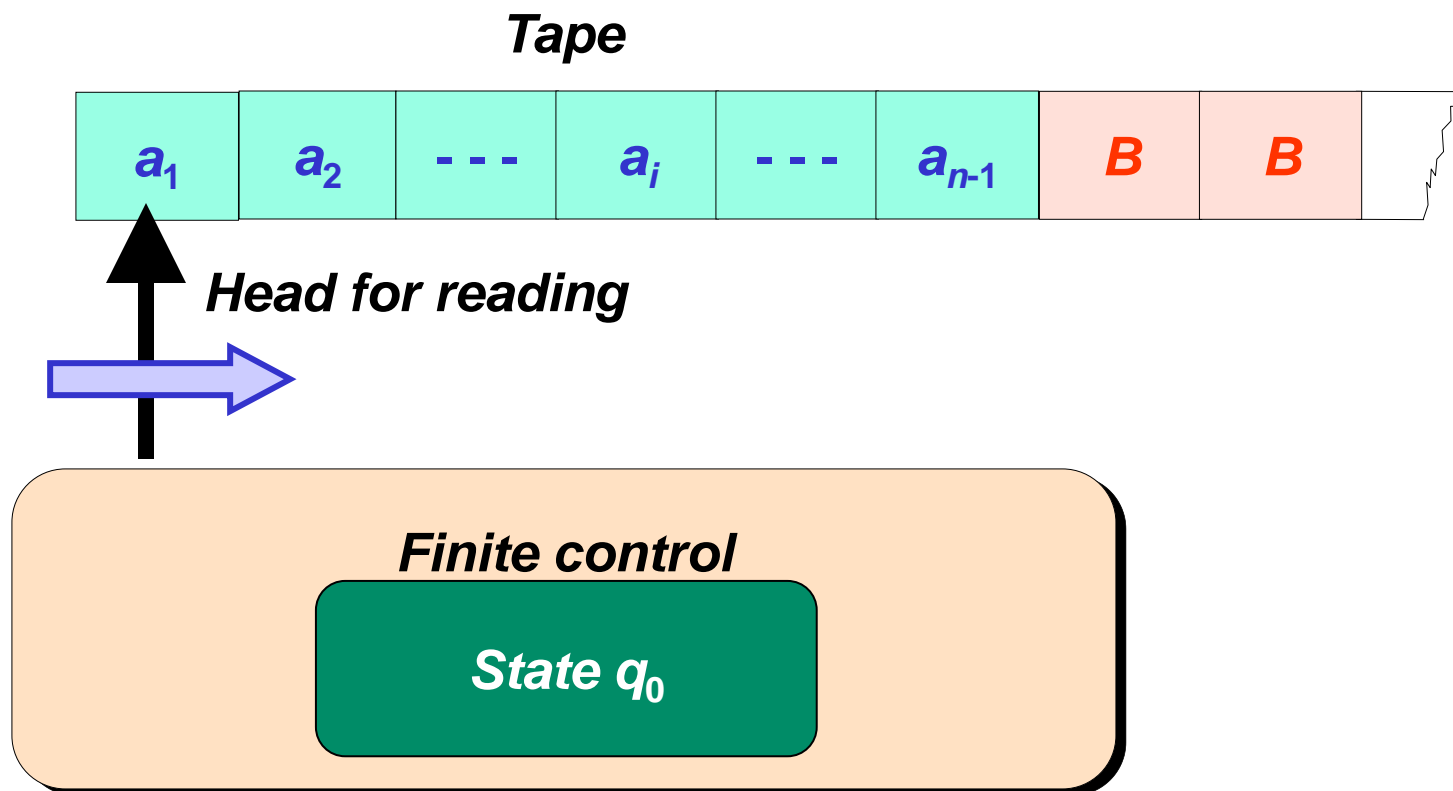 Tape
a₁ a₂ - - - aᵢ - - - aₙ₋₁ B B
Head for reading
Finite control
State q₀